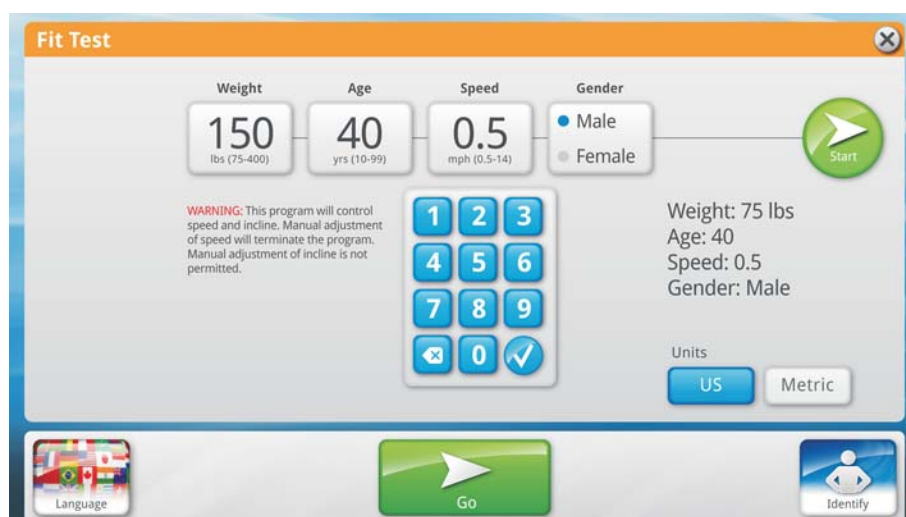 Fit Test
Weight
Age
Speed
Gender
150
lbs (75-400)
40
yrs (10-99)
0.5
mph (0.5-14)
Male
Female
Start
WARNING: This program will control
speed and incline. Manual adjustment
of speed will terminate the program.
Manual adjustment of incline is not
permitted.
1 2 3
4 5 6
7 8 9
0
Weight: 75 lbs
Age: 40
Speed: 0.5
Gender: Male
Units
US
Metric
Language
Go
Identify